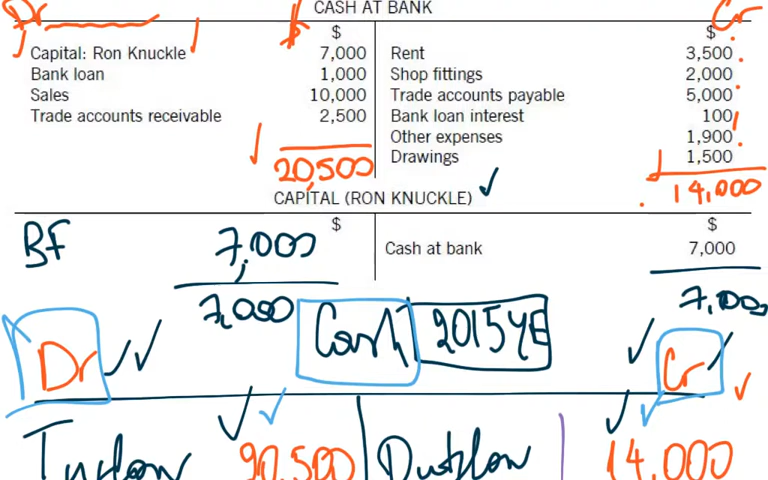 Dr CASH AT BANK Cr
$ $
Capital: Ron Knuckle 7,000 Rent 3,500
Bank loan 1,000 Shop fittings 2,000
Sales 10,000 Trade accounts payable 5,000
Trade accounts receivable 2,500 Bank loan interest 100
Other expenses 1,900
20,500 Drawings 1,500
14,000
CAPITAL (RON KNUCKLE)
$ $
BF 7,000 Cash at bank 7,000
7,000 7,000
Dr Cash 2015 YE Cr
Inflow 20,500 Outflow 14,000